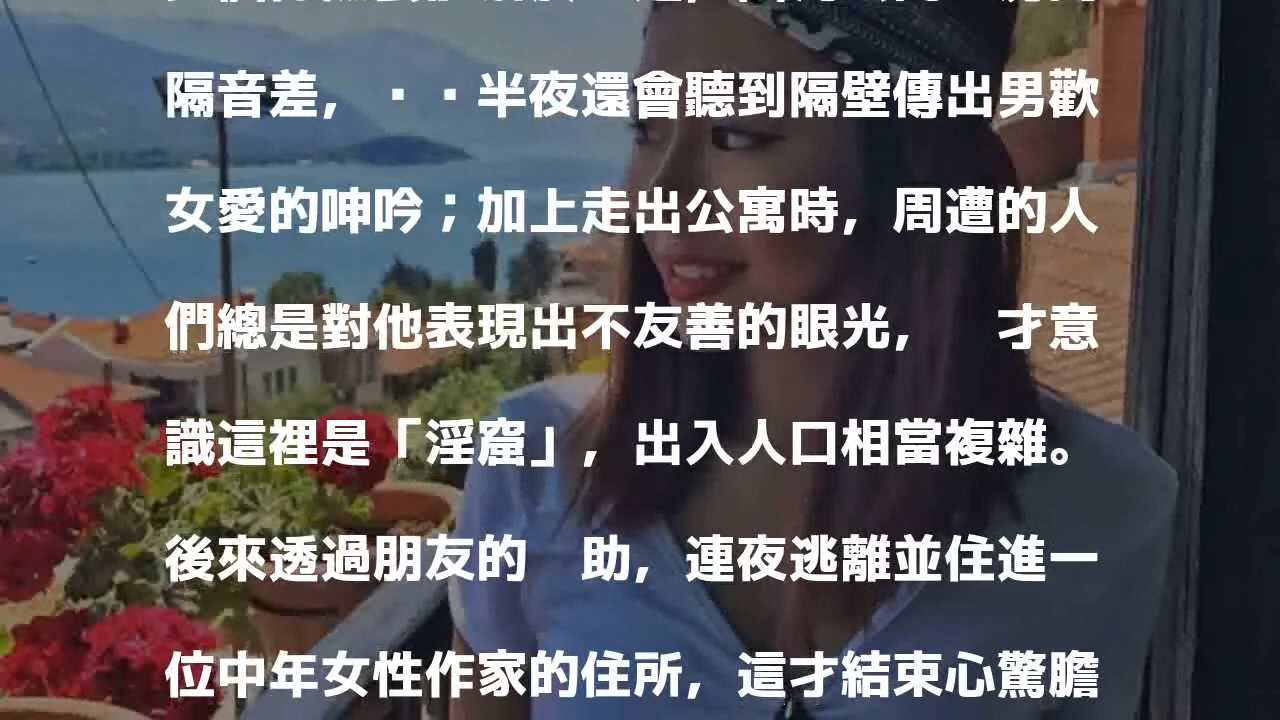 隔音差，··半夜還會聽到隔壁傳出男歡
女愛的呻吟；加上走出公寓時，周遭的人
們總是對他表現出不友善的眼光，　才意
識這裡是「淫窟」，出入人口相當複雜。
後來透過朋友的　助，連夜逃離並住進一
位中年女性作家的住所，這才結束心驚膽